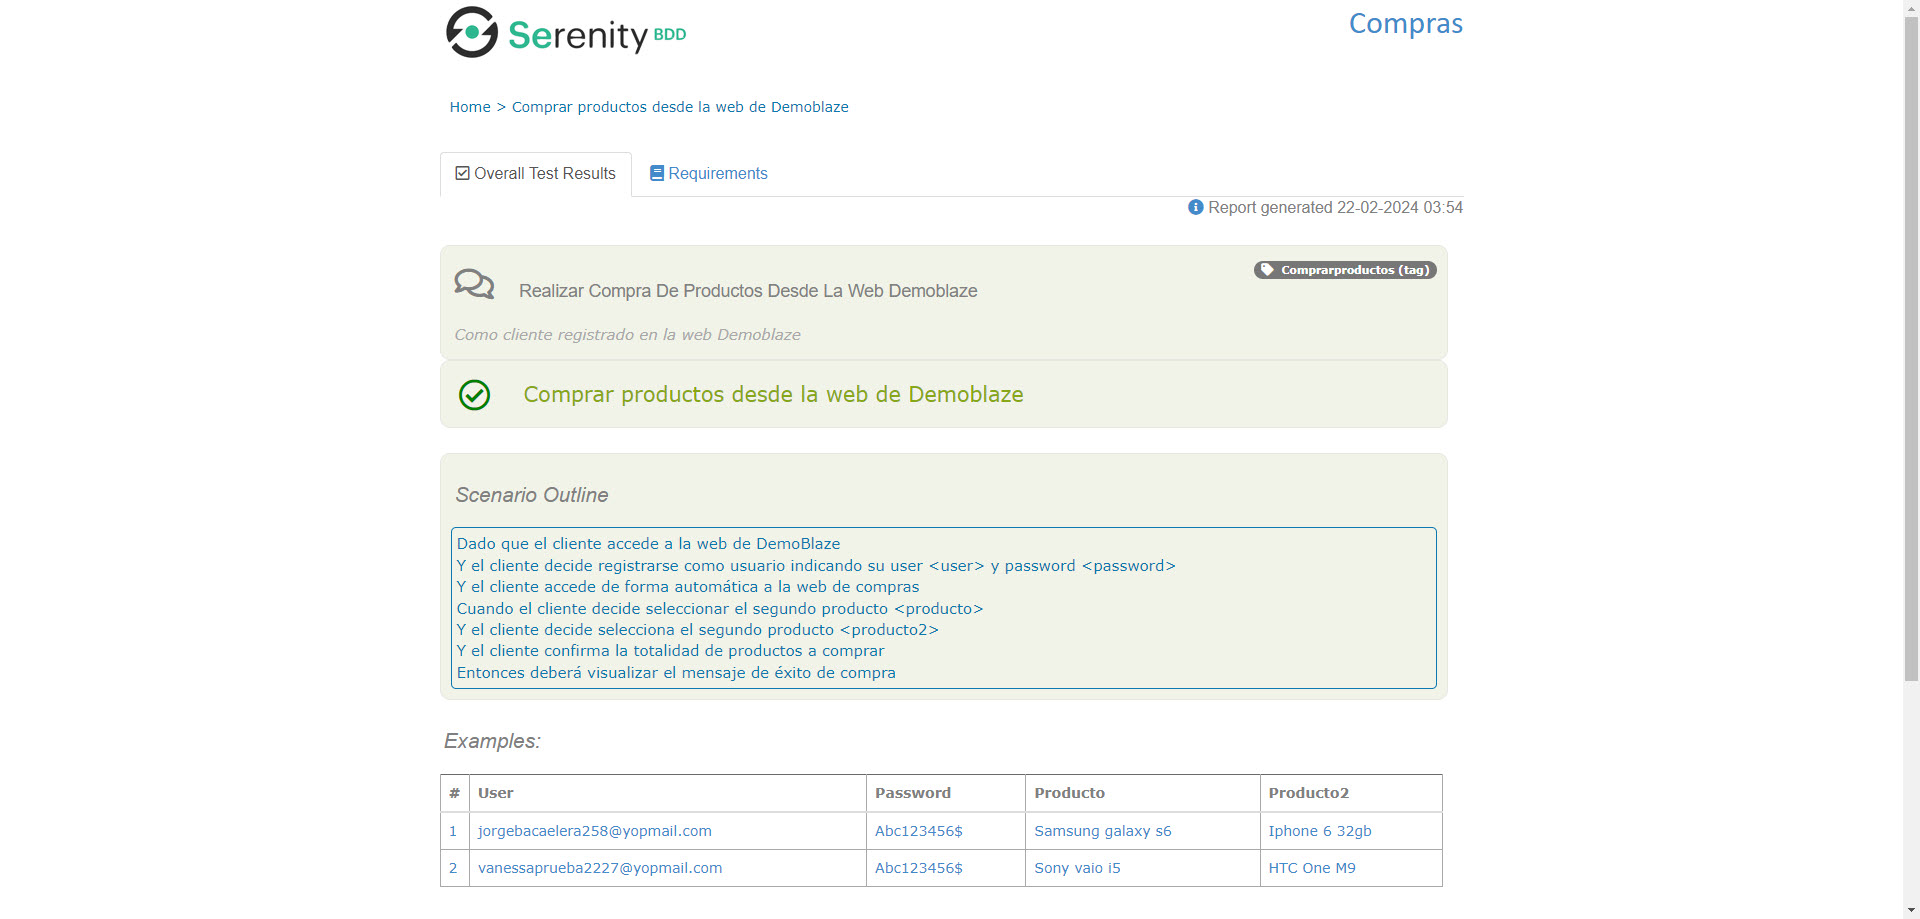 Serenity BDD
Compras
Home > Comprar productos desde la web de Demoblaze
Overall Test Results
Requirements
Report generated 22-02-2024 03:54
Comprarproductos (tag)
Realizar Compra De Productos Desde La Web Demoblaze
Como cliente registrado en la web Demoblaze
Comprar productos desde la web de Demoblaze
Scenario Outline
Dado que el cliente accede a la web de DemoBlaze
Y el cliente decide registrarse como usuario indicando su user <user> y password <password>
Y el cliente accede de forma automática a la web de compras
Cuando el cliente decide seleccionar el segundo producto <producto>
Y el cliente decide selecciona el segundo producto <producto2>
Y el cliente confirma la totalidad de productos a comprar
Entonces deberá visualizar el mensaje de éxito de compra
Examples:
# User Password Producto Producto2
1 jorgebacaelera258@yopmail.com Abc123456$ Samsung galaxy s6 Iphone 6 32gb
2 vanessaprueba2227@yopmail.com Abc123456$ Sony vaio i5 HTC One M9